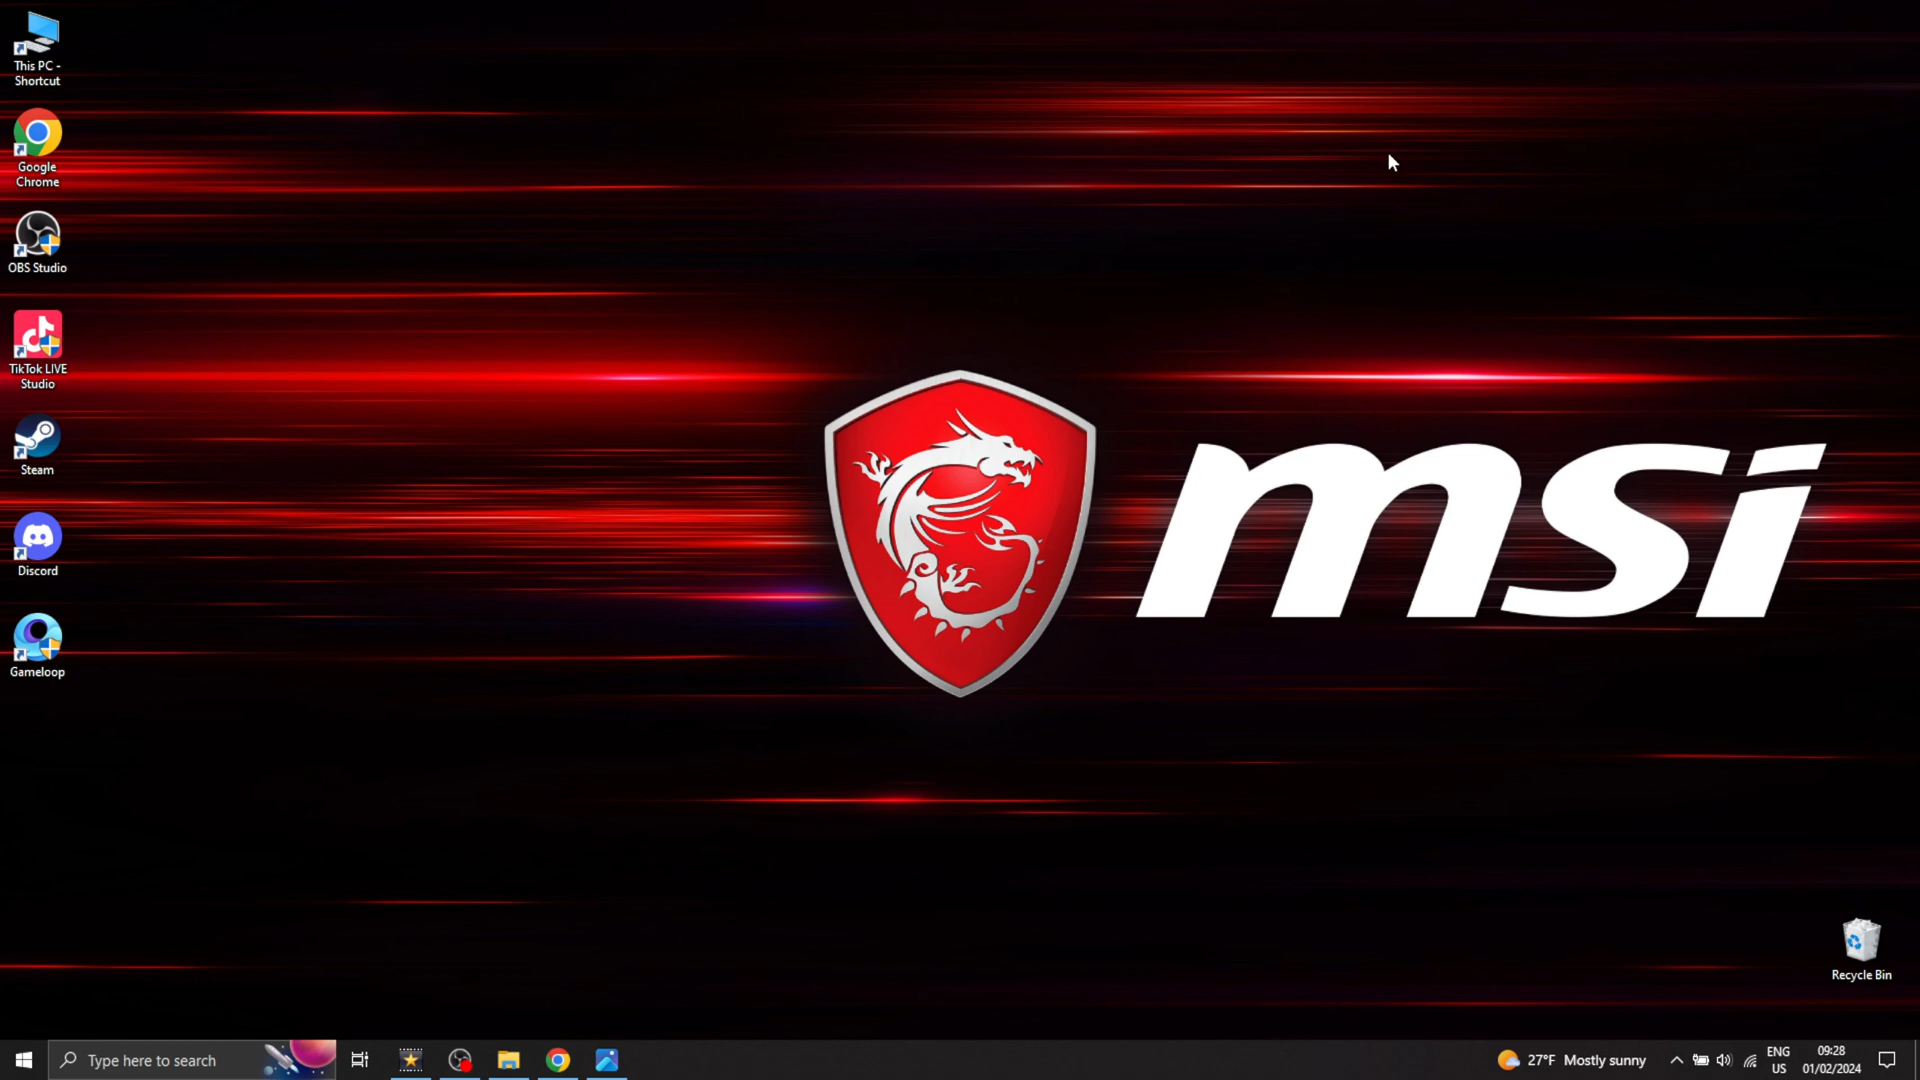 This PC -
Shortcut
Google
Chrome
OBS Studio
TikTok LIVE
Studio
Steam
Discord
Gameloop
msi
Recycle Bin
Type here to search
27°F Mostly sunny
ENG
US
09:28
01/02/2024